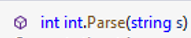 int int.Parse(string s)